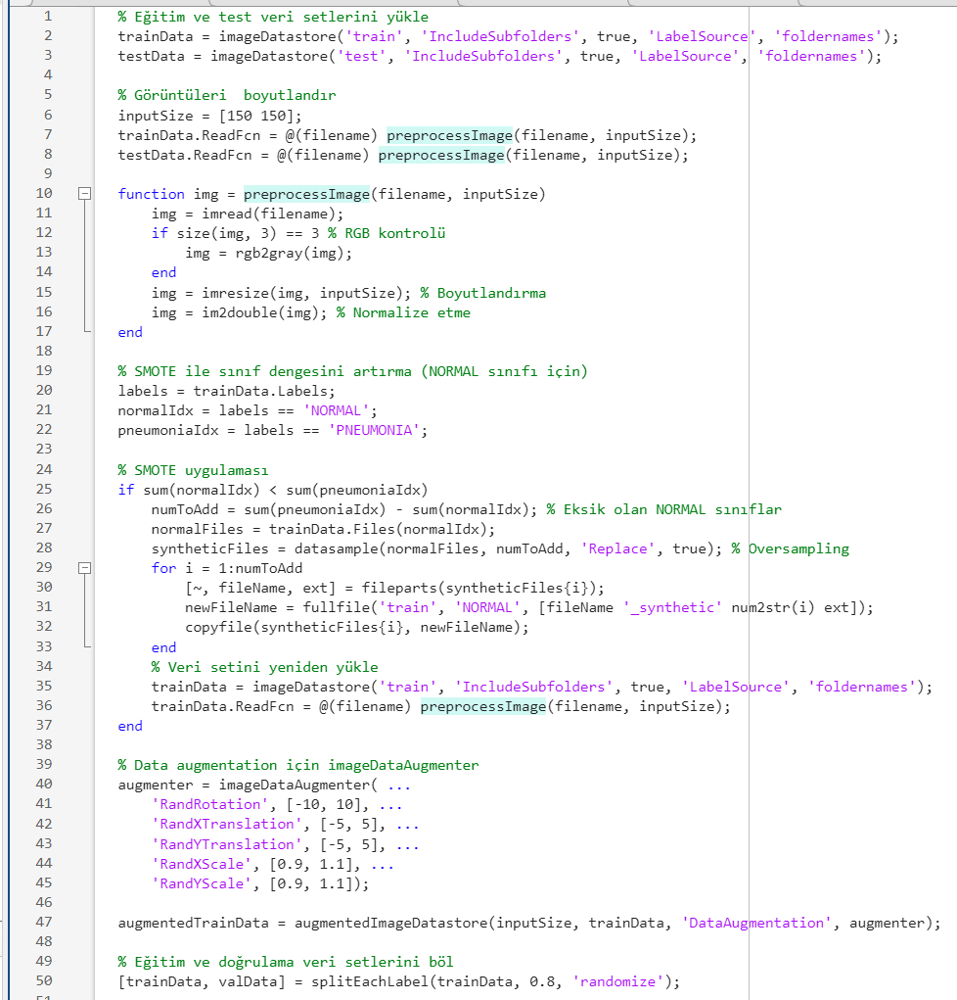 1 % Eğitim ve test veri setlerini yükle
2 trainData = imageDatastore('train', 'IncludeSubfolders', true, 'LabelSource', 'foldernames');
3 testData = imageDatastore('test', 'IncludeSubfolders', true, 'LabelSource', 'foldernames');
4
5 % Görüntüleri  boyutlandır
6 inputSize = [150 150];
7 trainData.ReadFcn = @(filename) preprocessImage(filename, inputSize);
8 testData.ReadFcn = @(filename) preprocessImage(filename, inputSize);
9
10 function img = preprocessImage(filename, inputSize)
11     img = imread(filename);
12     if size(img, 3) == 3 % RGB kontrolü
13         img = rgb2gray(img);
14     end
15     img = imresize(img, inputSize); % Boyutlandırma
16     img = im2double(img); % Normalize etme
17 end
18
19 % SMOTE ile sınıf dengesini artırma (NORMAL sınıfı için)
20 labels = trainData.Labels;
21 normalIdx = labels == 'NORMAL';
22 pneumoniaIdx = labels == 'PNEUMONIA';
23
24 % SMOTE uygulaması
25 if sum(normalIdx) < sum(pneumoniaIdx)
26     numToAdd = sum(pneumoniaIdx) - sum(normalIdx); % Eksik olan NORMAL sınıflar
27     normalFiles = trainData.Files(normalIdx);
28     syntheticFiles = datasample(normalFiles, numToAdd, 'Replace', true); % Oversampling
29     for i = 1:numToAdd
30         [~, fileName, ext] = fileparts(syntheticFiles{i});
31         newFileName = fullfile('train', 'NORMAL', [fileName '_synthetic' num2str(i) ext]);
32         copyfile(syntheticFiles{i}, newFileName);
33     end
34     % Veri setini yeniden yükle
35     trainData = imageDatastore('train', 'IncludeSubfolders', true, 'LabelSource', 'foldernames');
36     trainData.ReadFcn = @(filename) preprocessImage(filename, inputSize);
37 end
38
39 % Data augmentation için imageDataAugmenter
40 augmenter = imageDataAugmenter( ...
41     'RandRotation', [-10, 10], ...
42     'RandXTranslation', [-5, 5], ...
43     'RandYTranslation', [-5, 5], ...
44     'RandXScale', [0.9, 1.1], ...
45     'RandYScale', [0.9, 1.1]);
46
47 augmentedTrainData = augmentedImageDatastore(inputSize, trainData, 'DataAugmentation', augmenter);
48
49 % Eğitim ve doğrulama veri setlerini böl
50 [trainData, valData] = splitEachLabel(trainData, 0.8, 'randomize');